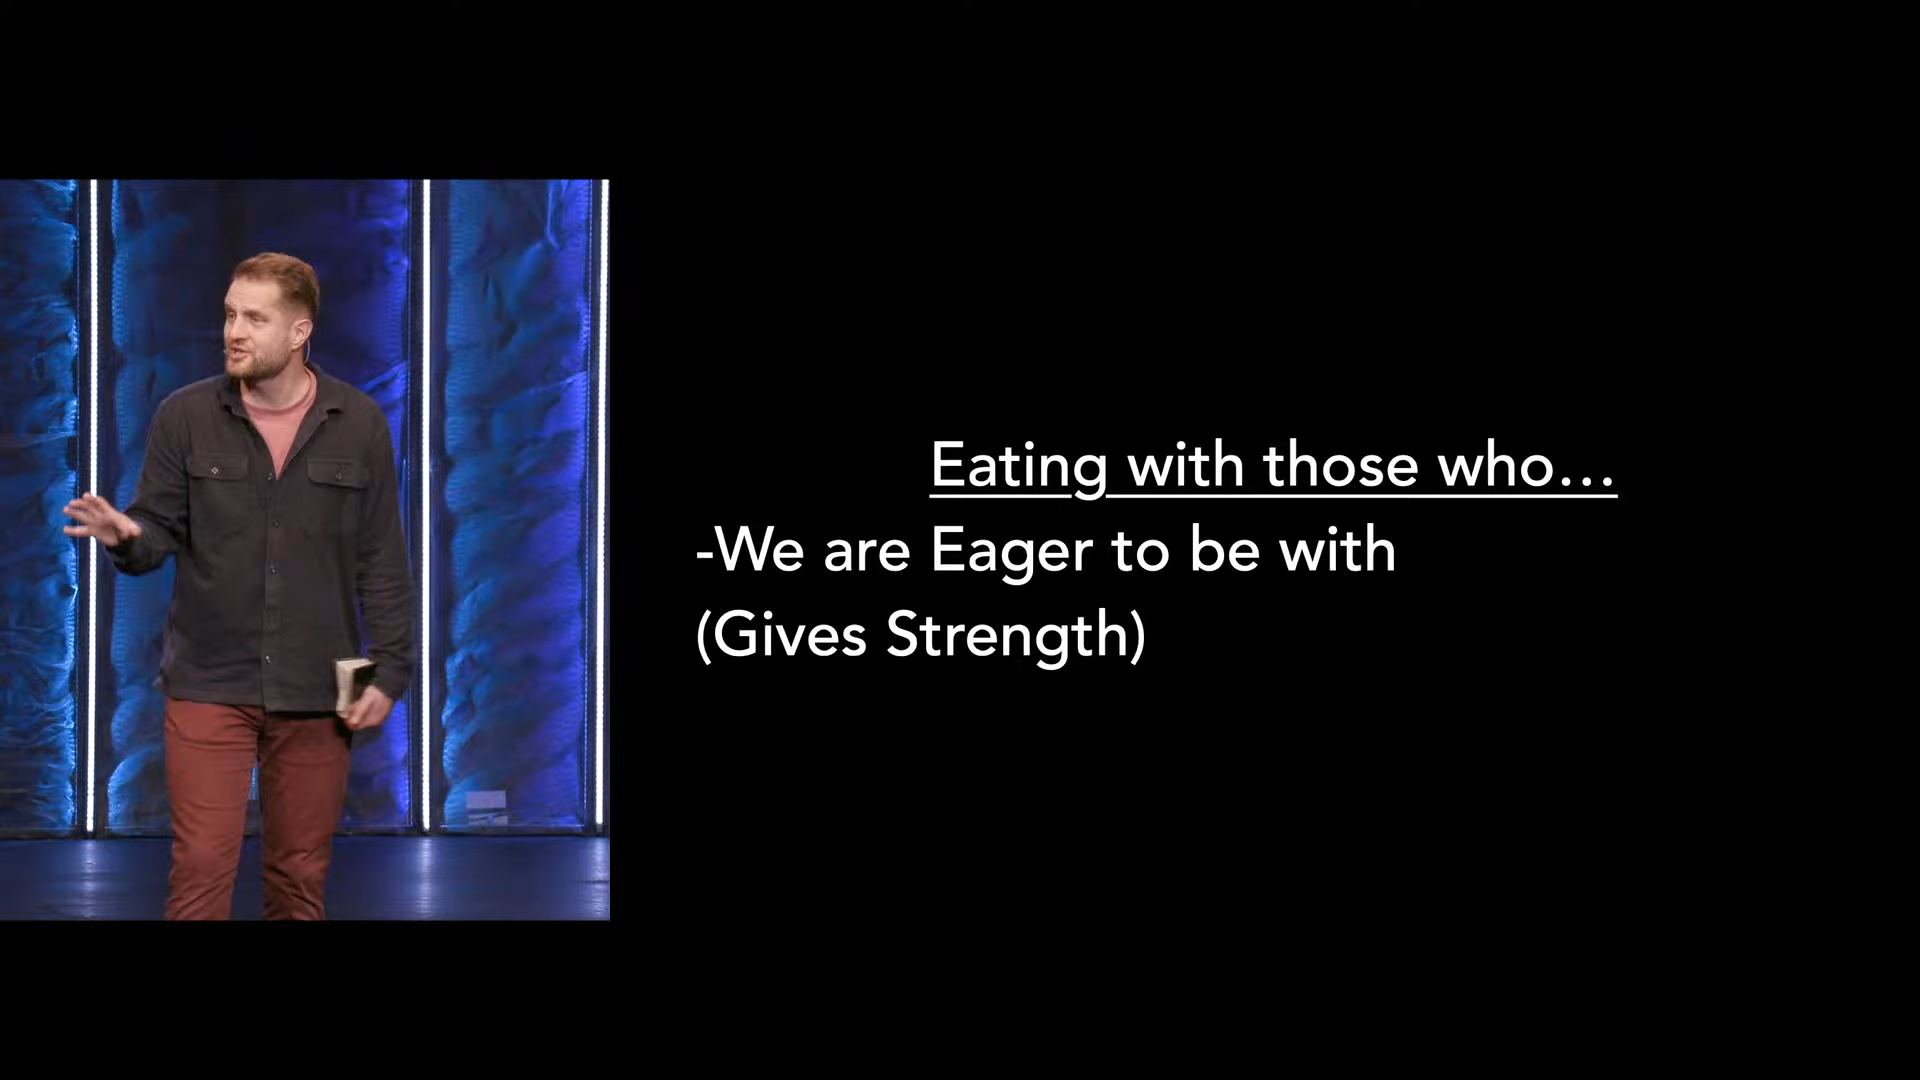 Eating with those who…
-We are Eager to be with
(Gives Strength)